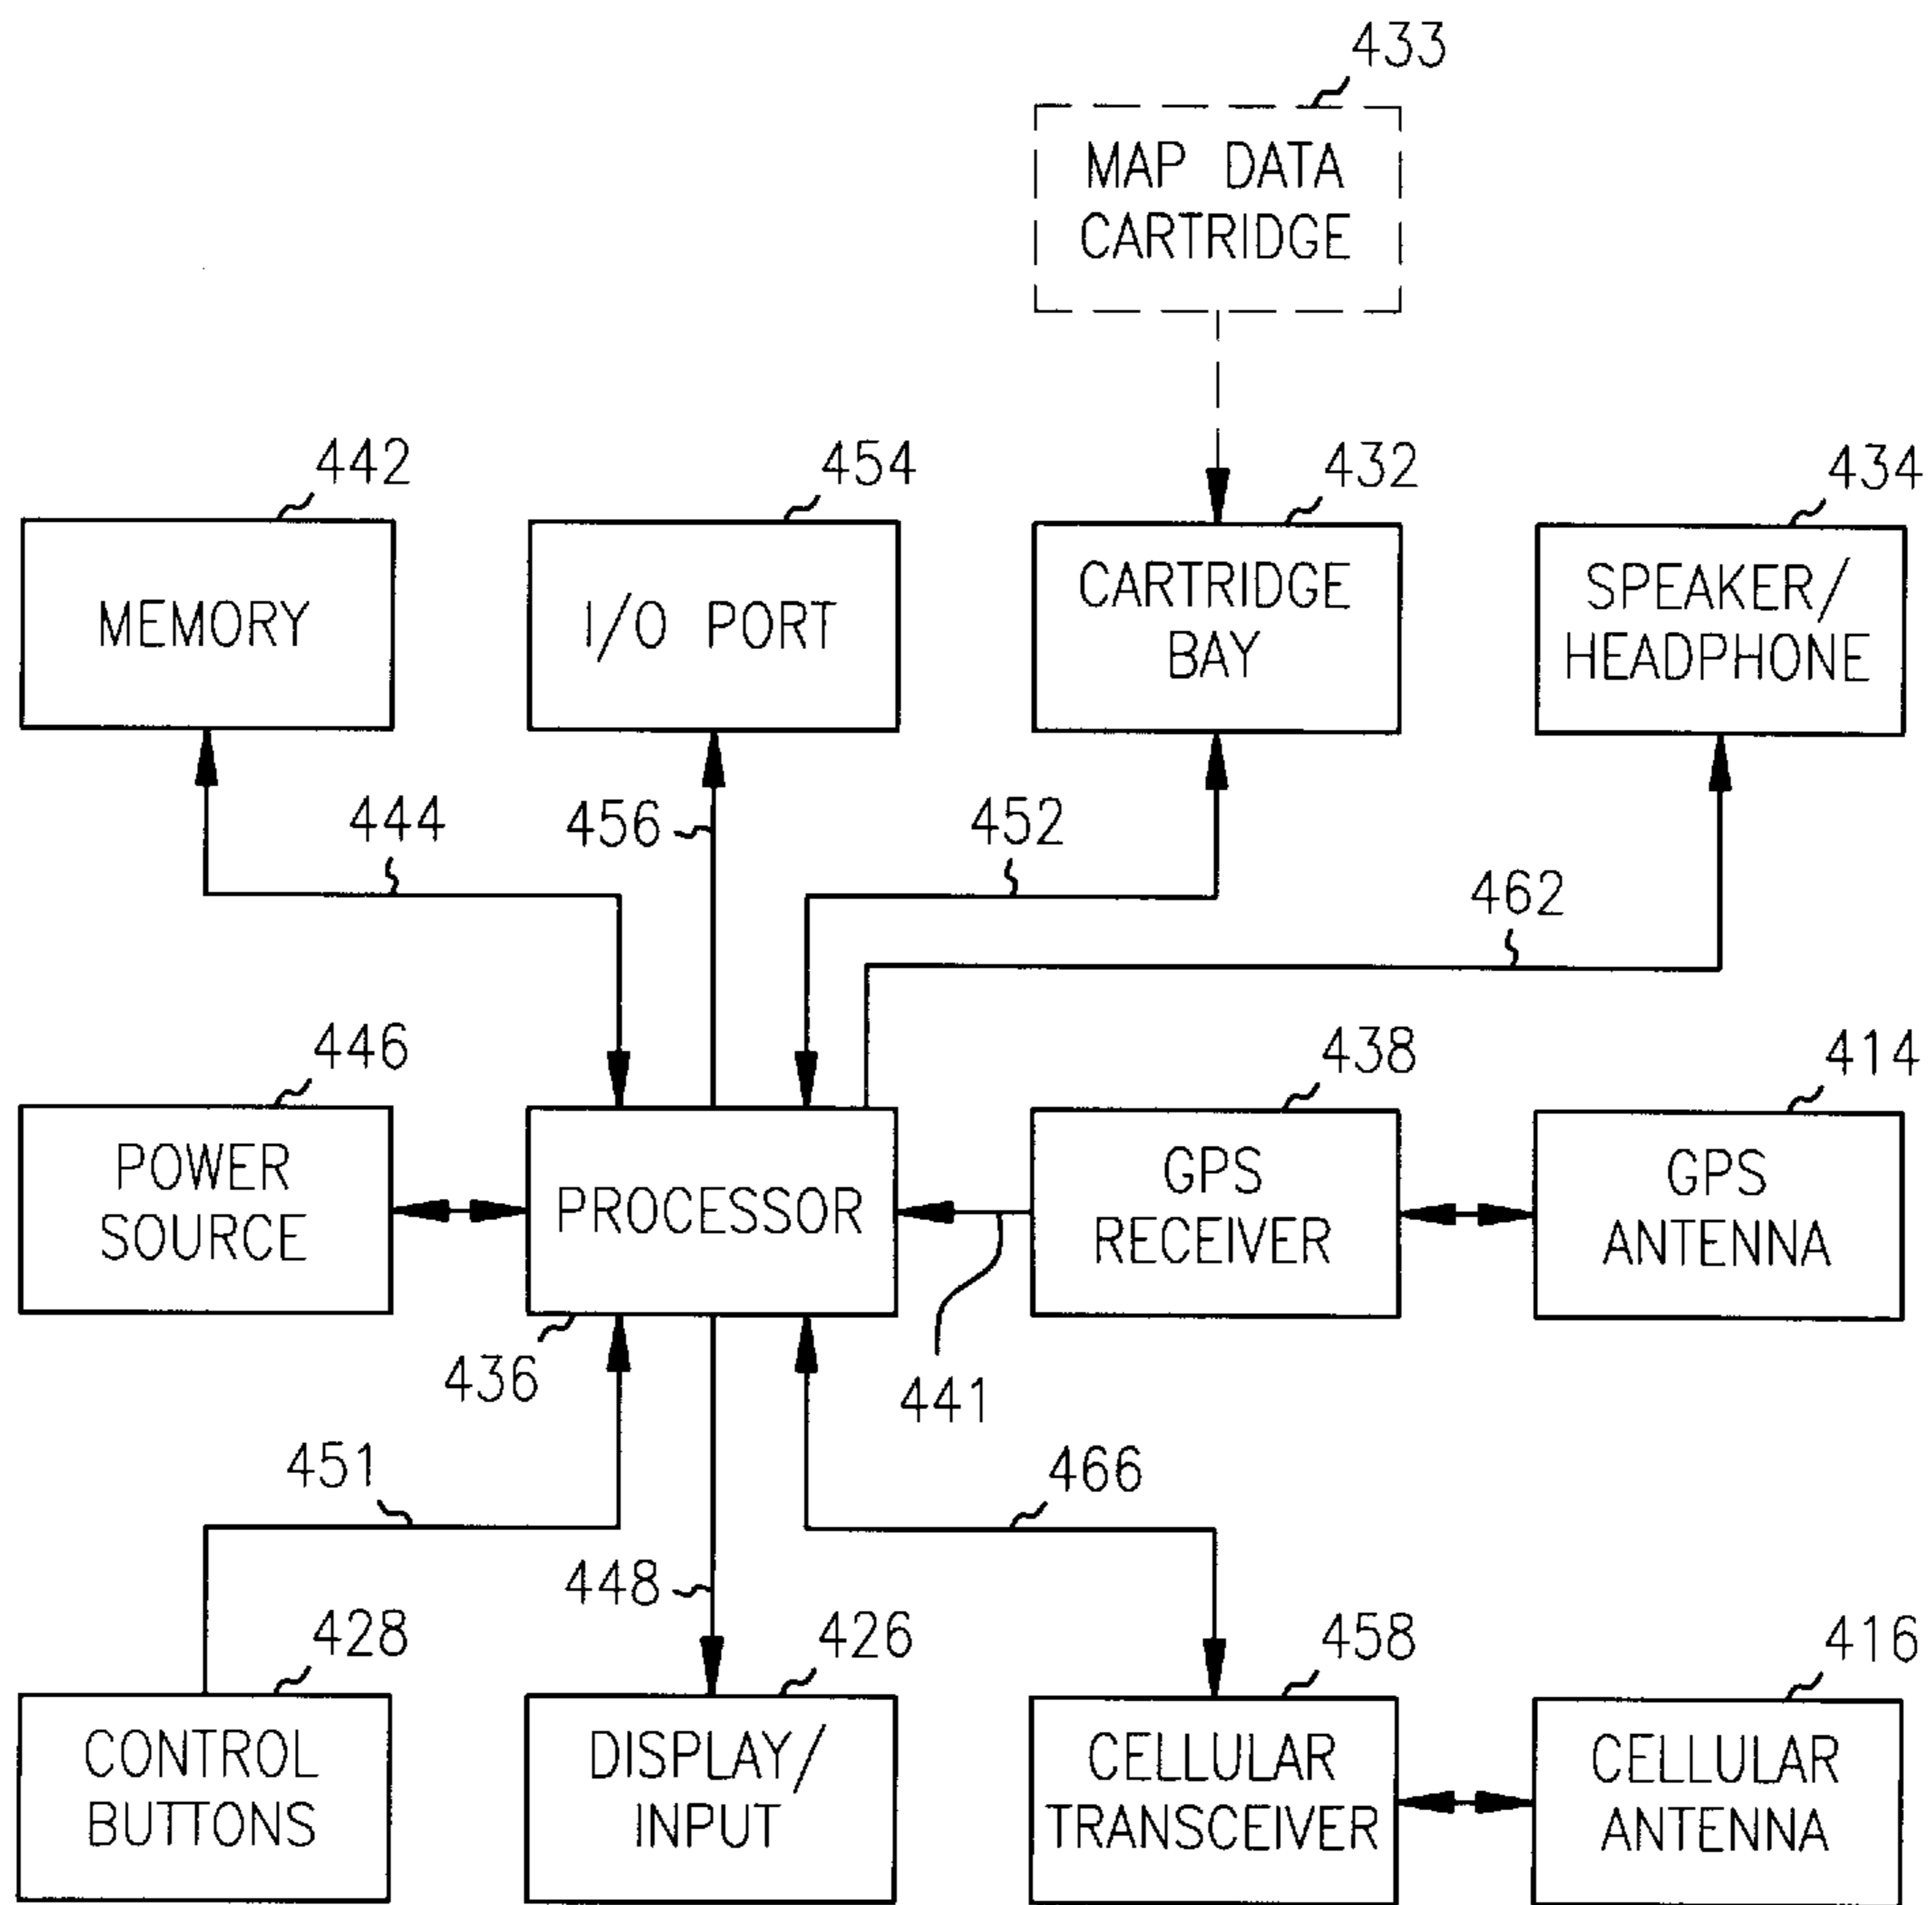 433
MAP DATA
CARTRIDGE
442
454
432
434
MEMORY
I/O PORT
CARTRIDGE
BAY
SPEAKER/
HEADPHONE
444
456
452
462
446
438
414
POWER
SOURCE
PROCESSOR
GPS
RECEIVER
GPS
ANTENNA
436
441
451
466
448
428
426
458
416
CONTROL
BUTTONS
DISPLAY/
INPUT
CELLULAR
TRANSCEIVER
CELLULAR
ANTENNA